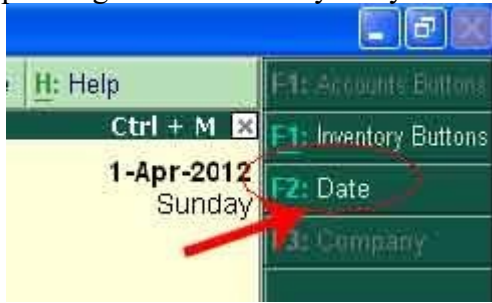 H: Help
F1: Accounts Buttons
Ctrl + M
F1: Inventory Buttons
1-Apr-2012
F2: Date
Sunday
F3: Company